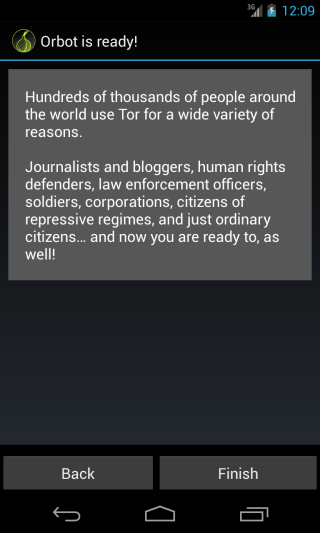 3G 12:09
Orbot is ready!
Hundreds of thousands of people around
the world use Tor for a wide variety of
reasons.
Journalists and bloggers, human rights
defenders, law enforcement officers,
soldiers, corporations, citizens of
repressive regimes, and just ordinary
citizens… and now you are ready to, as
well!
Back Finish